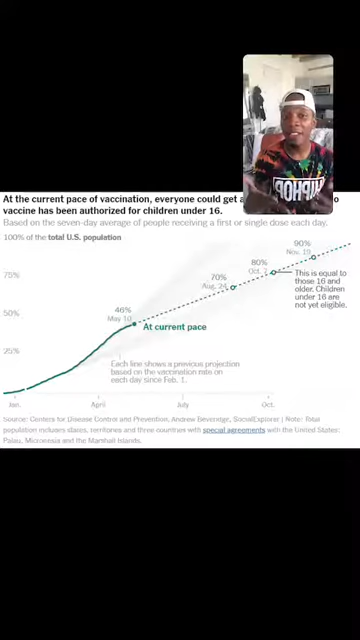 At the current pace of vaccination, everyone could get a
vaccine has been authorized for children under 16.
Based on the seven-day average of people receiving a first or single dose each day.
100% of the total U.S. population
90%
Nov. 19
80%
Oct. 7
70%
Aug. 24
75%
This is equal to
those 16 and
older. Children
under 16 are
not yet eligible.
50%
46%
May 10
At current pace
25%
Each line shows a previous projection
based on the vaccination rate on
each day since Feb. 1.
Jan.
April
July
Oct.
Source: Centers for Disease Control and Prevention, Andrew Beveridge, SocialExplorer | Note: Total
population includes states, territories and three countries with special agreements with the United States:
Palau, Micronesia and the Marshall Islands.